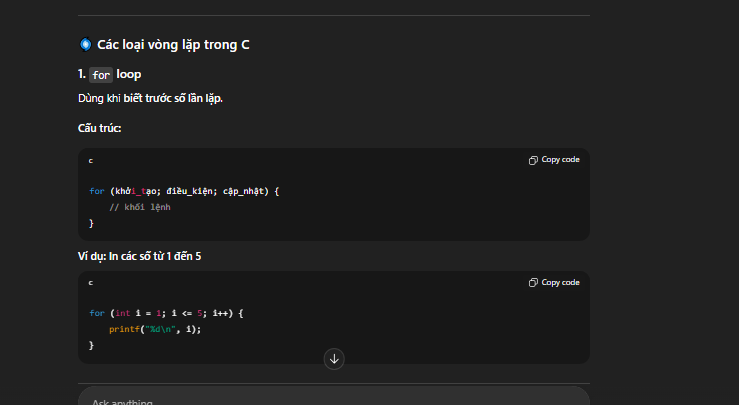 Các loại vòng lặp trong C
1. for loop
Dùng khi biết trước số lần lặp.
Cấu trúc:
c
Copy code
for (khởi_tạo; điều_kiện; cập_nhật) {
// khối lệnh
}
Ví dụ: In các số từ 1 đến 5
c
Copy code
for (int i = 1; i <= 5; i++) {
printf("%d\n", i);
}
Ask anything